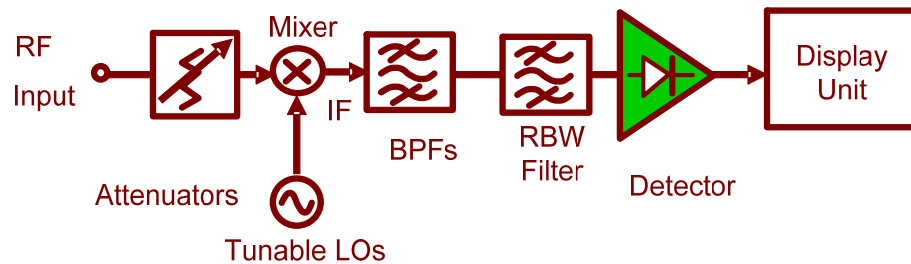 RF
Input
Attenuators
Mixer
IF
Tunable LOs
BPFs
RBW
Filter
Detector
Display
Unit